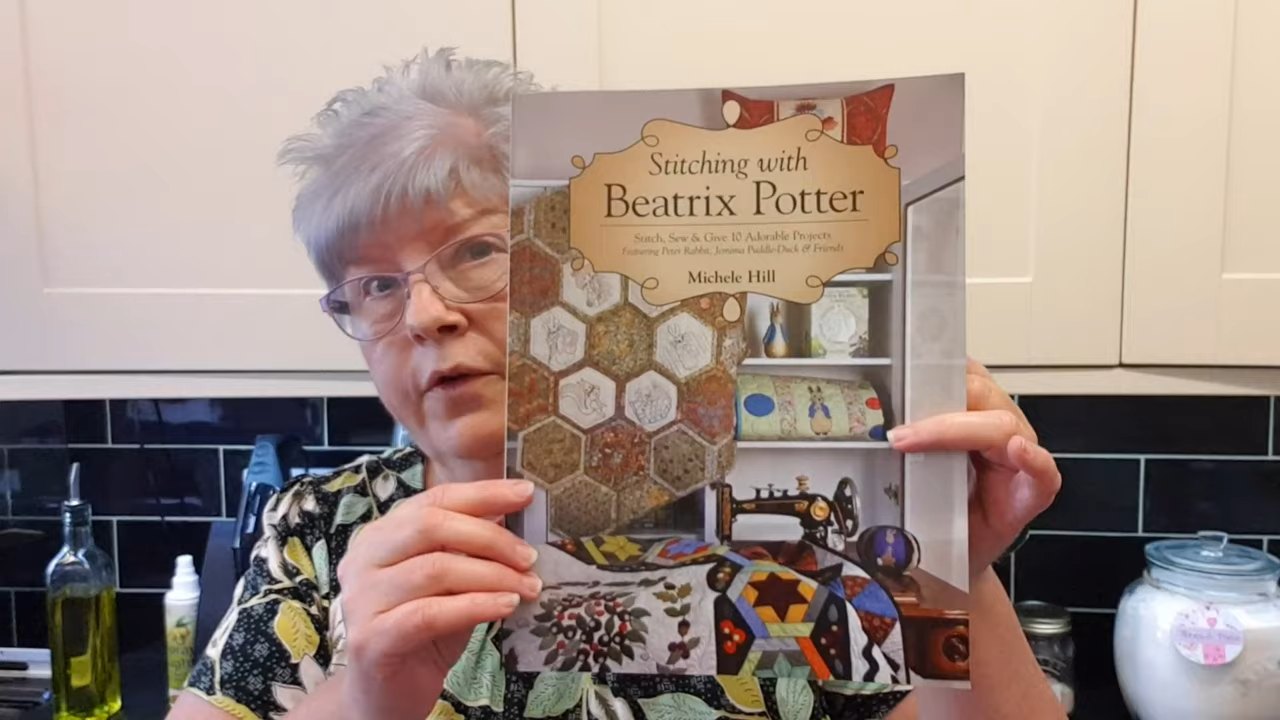 Stitching with
Beatrix Potter
Stitch, Sew & Give 10 Adorable Projects
Featuring Peter Rabbit, Jemima Puddle-Duck & Friends
Michele Hill